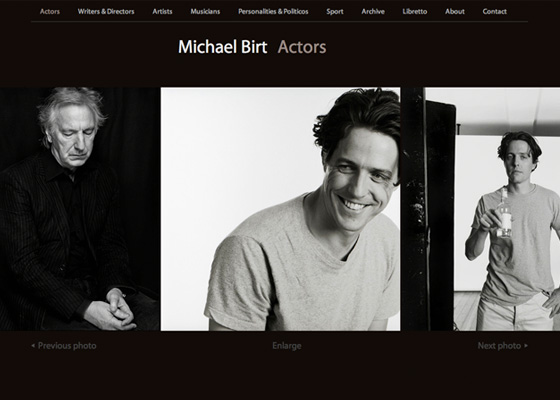 Actors Writers & Directors Artists Musicians Personalities & Politicos Sport Archive Libretto About Contact
Michael Birt Actors
◂ Previous photo Enlarge Next photo ▸